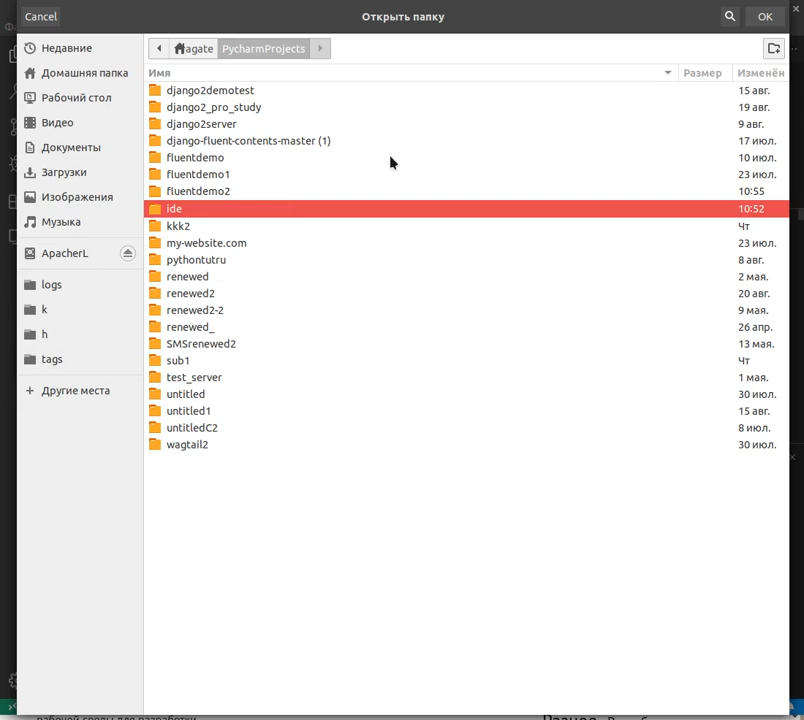 Cancel
Открыть папку
OK
Недавние
Домашняя папка
Рабочий стол
Видео
Документы
Загрузки
Изображения
Музыка
ApacherL
logs
k
h
tags
+ Другие места
agate PycharmProjects
Имя Размер Изменён
django2demotest 15 авг.
django2_pro_study 19 авг.
django2server 9 авг.
django-fluent-contents-master (1) 17 июл.
fluentdemo 10 июл.
fluentdemo1 23 июл.
fluentdemo2 10:55
ide 10:52
kkk2 Чт
my-website.com 23 июл.
pythontutru 8 авг.
renewed 2 мая.
renewed2 20 авг.
renewed2-2 9 мая.
renewed_ 26 апр.
SMSrenewed2 13 мая.
sub1 Чт
test_server 1 мая.
untitled 30 июл.
untitled1 15 авг.
untitledC2 8 июл.
wagtail2 30 июл.
рабочей среды для разработки